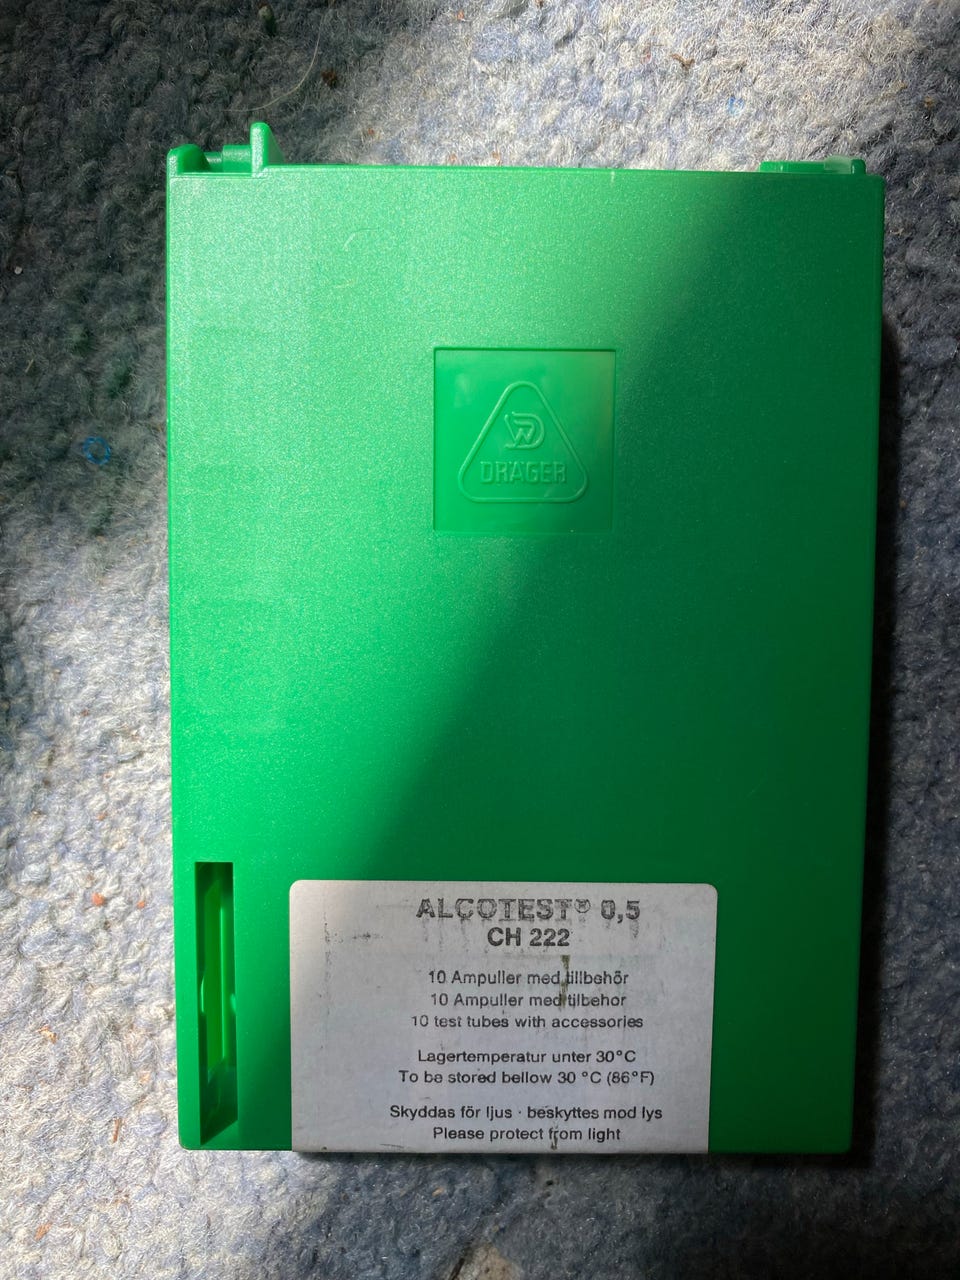 DRÄGER
ALCOTEST® 0,5
CH 222
10 Ampuller med tillbehör
10 Ampuller med tilbehor
10 test tubes with accessories
Lagertemperatur unter 30°C
To be stored bellow 30 °C (86°F)
Skyddas för ljus · beskyttes mod lys
Please protect from light